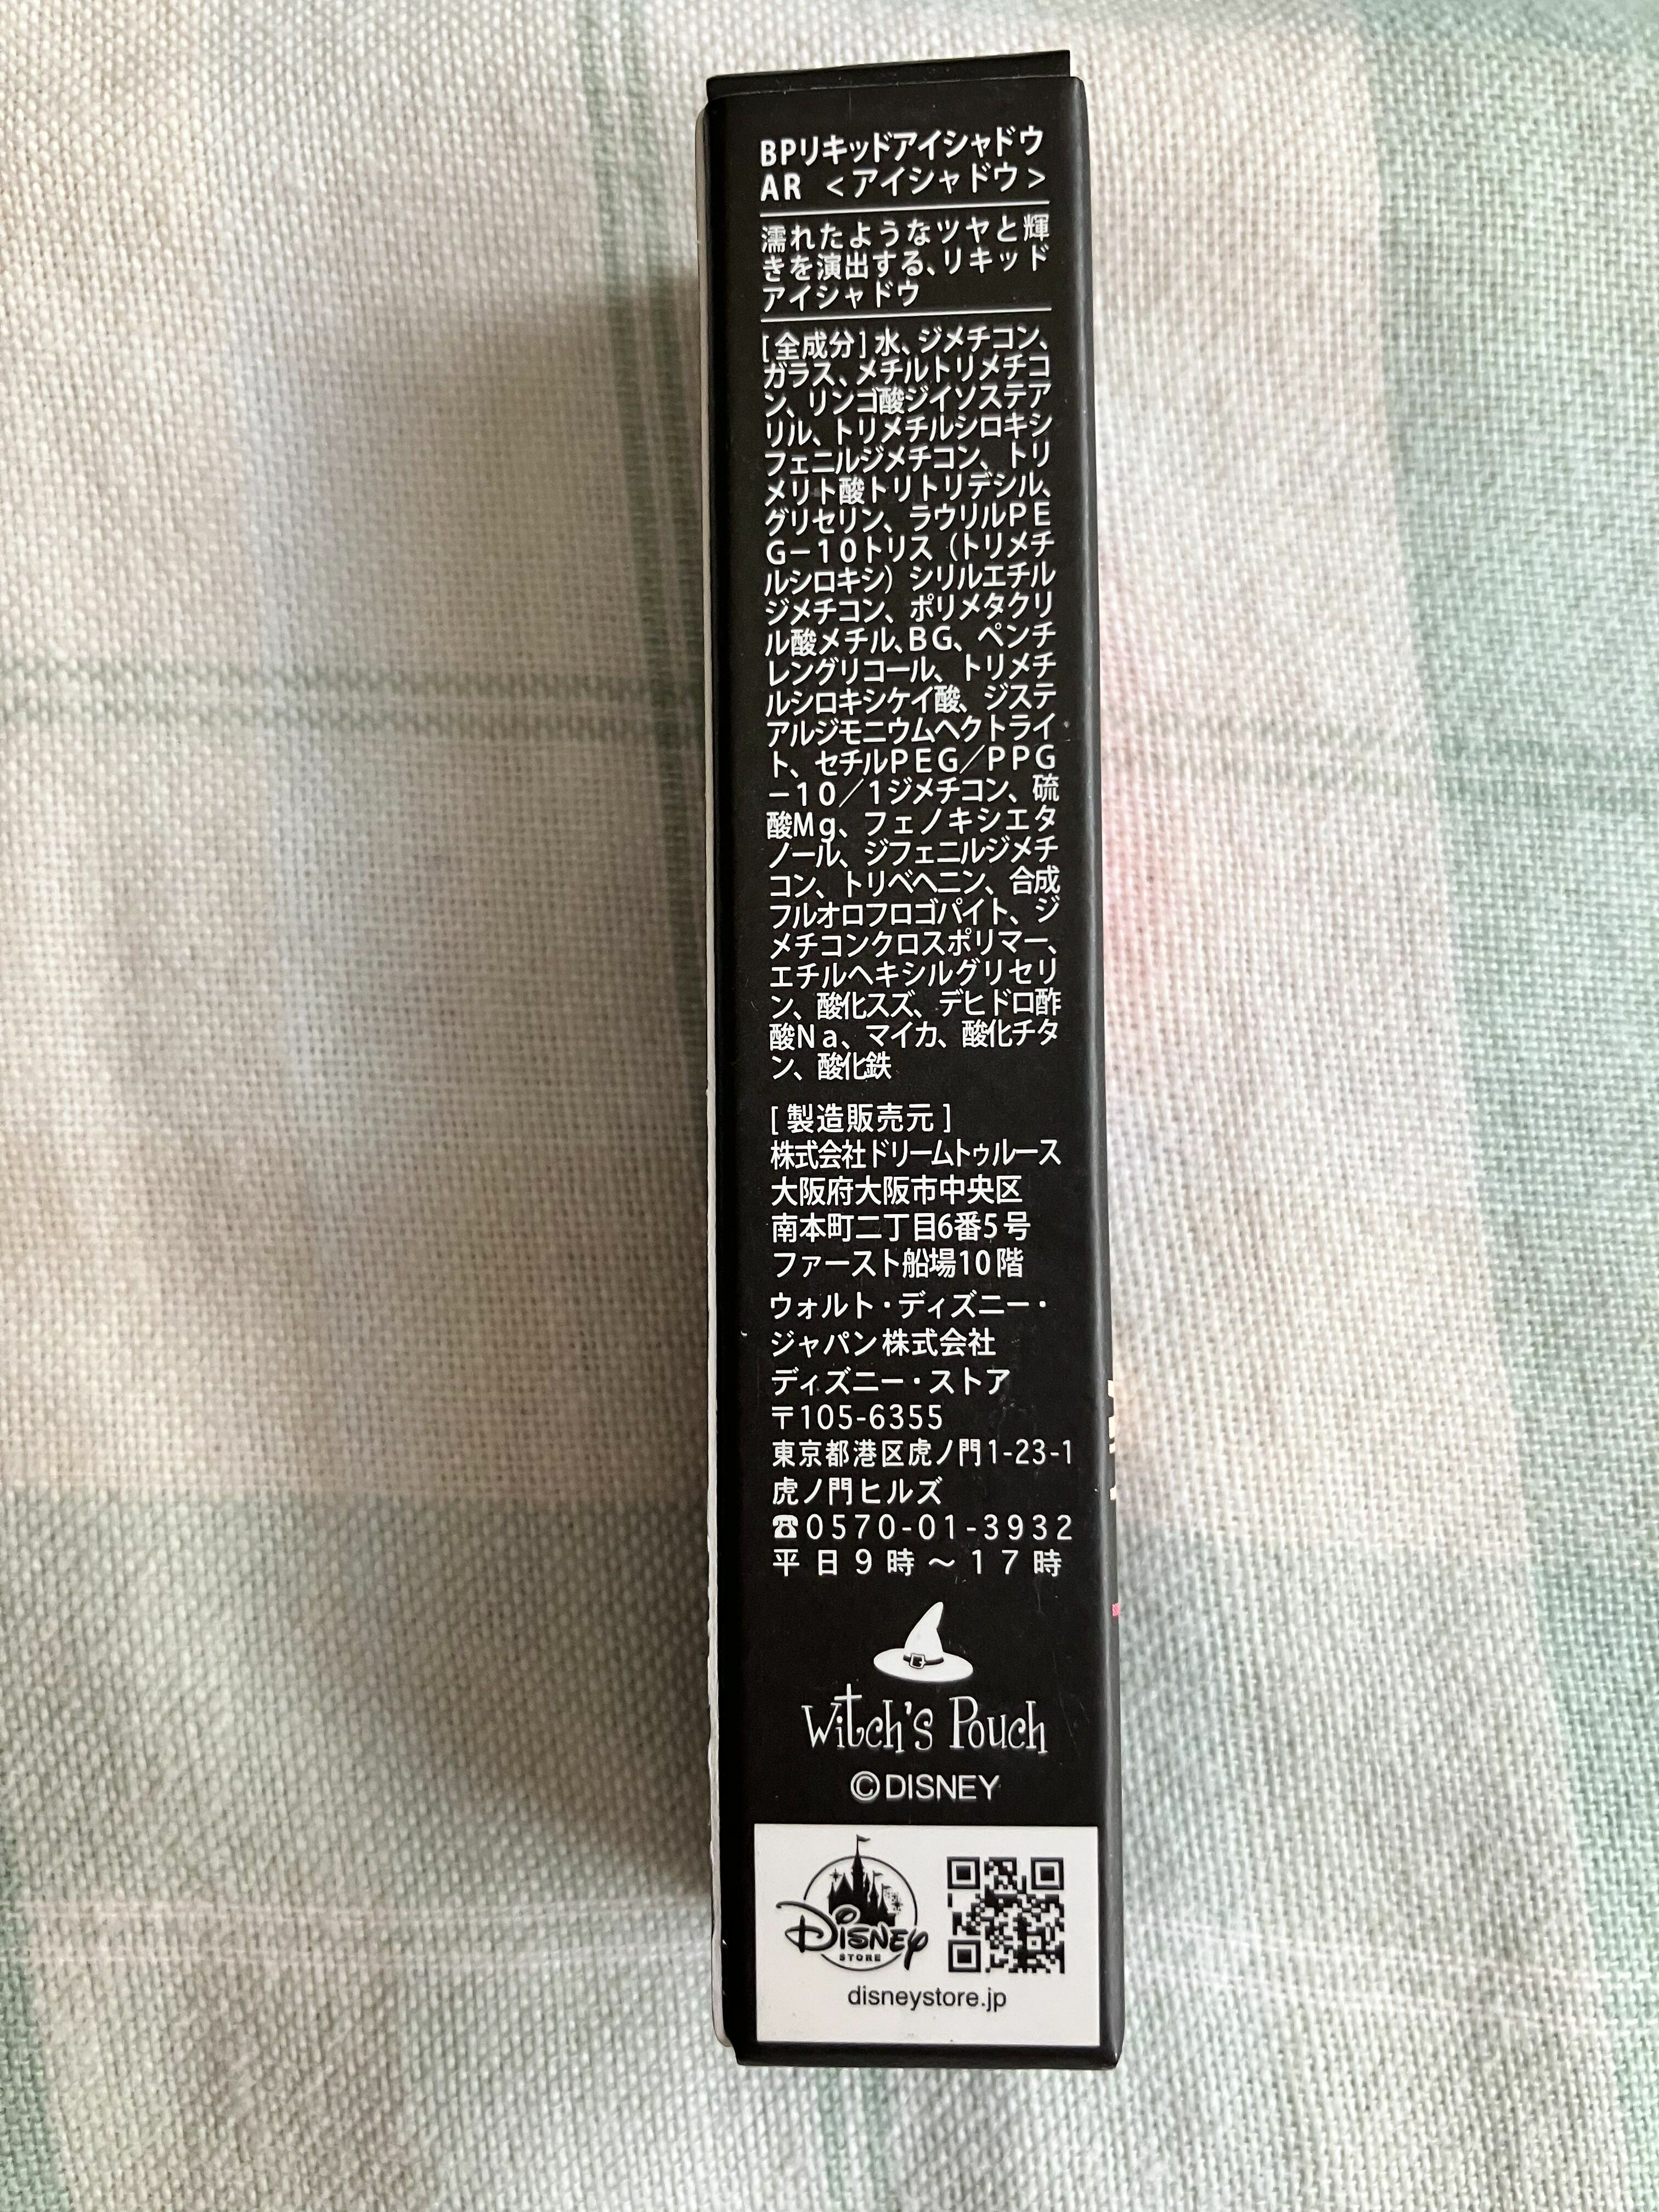 BPリキッドアイシャドウ
AR <アイシャドウ>
濡れたようなツヤと輝
きを演出する、リキッド
アイシャドウ
[全成分]水、ジメチコン、
ガラス、メチルトリメチコ
ン、リンゴ酸ジイソステア
リル、トリメチルシロキシ
フェニルジメチコン、トリ
メリト酸トリトリデシル、
グリセリン、ラウリルPE
G−10トリス(トリメチ
ルシロキシ)シリルエチル
ジメチコン、ポリメタクリ
ル酸メチル、BG、ペンチ
レングリコール、トリメチ
ルシロキシケイ酸、ジステ
アルジモニウムヘクトライ
ト、セチルPEG/PPG
−10/1ジメチコン、硫
酸Mg、フェノキシエタ
ノール、ジフェニルジメチ
コン、トリベヘニン、合成
フルオロフロゴパイト、ジ
メチコンクロスポリマー、
エチルヘキシルグリセリ
ン、酸化スズ、デヒドロ酢
酸Na、マイカ、酸化チタ
ン、酸化鉄
[製造販売元]
株式会社ドリームトゥルース
大阪府大阪市中央区
南本町二丁目6番5号
ファースト船場10階
ウォルト・ディズニー・
ジャパン株式会社
ディズニー・ストア
〒105-6355
東京都港区虎ノ門1-23-1
虎ノ門ヒルズ
☎0570-01-3932
平日9時〜17時
Witch's Pouch
©DISNEY
Disney
STORE
disneystore.jp